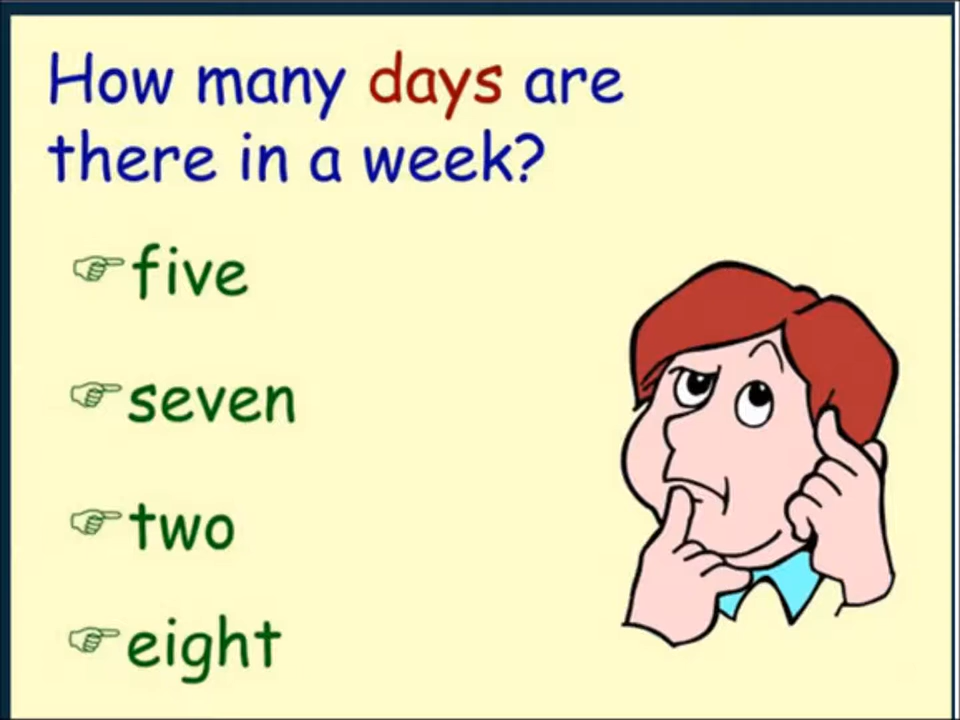 How many days are
there in a week?
five
seven
two
eight